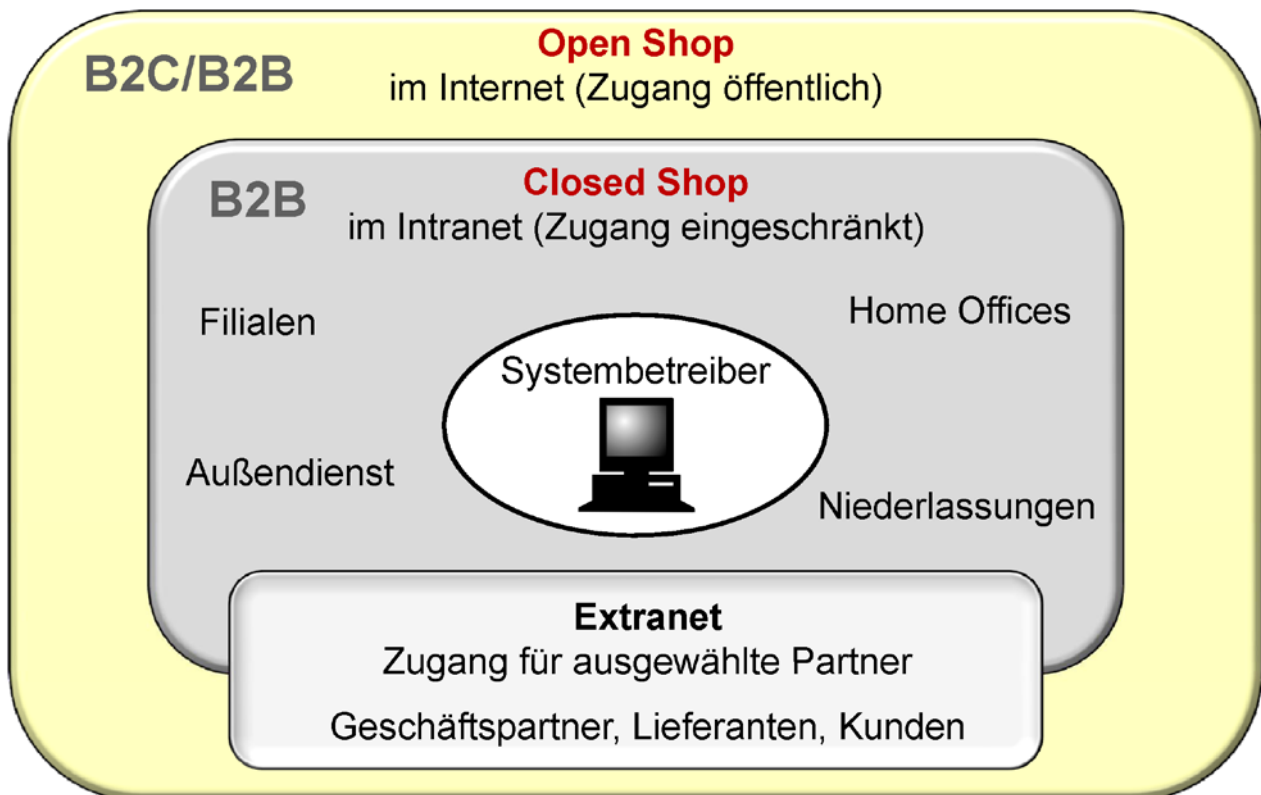 B2C/B2B
Open Shop
im Internet (Zugang öffentlich)
B2B
Closed Shop
im Intranet (Zugang eingeschränkt)
Filialen
Home Offices
Systembetreiber
Außendienst
Niederlassungen
Extranet
Zugang für ausgewählte Partner
Geschäftspartner, Lieferanten, Kunden